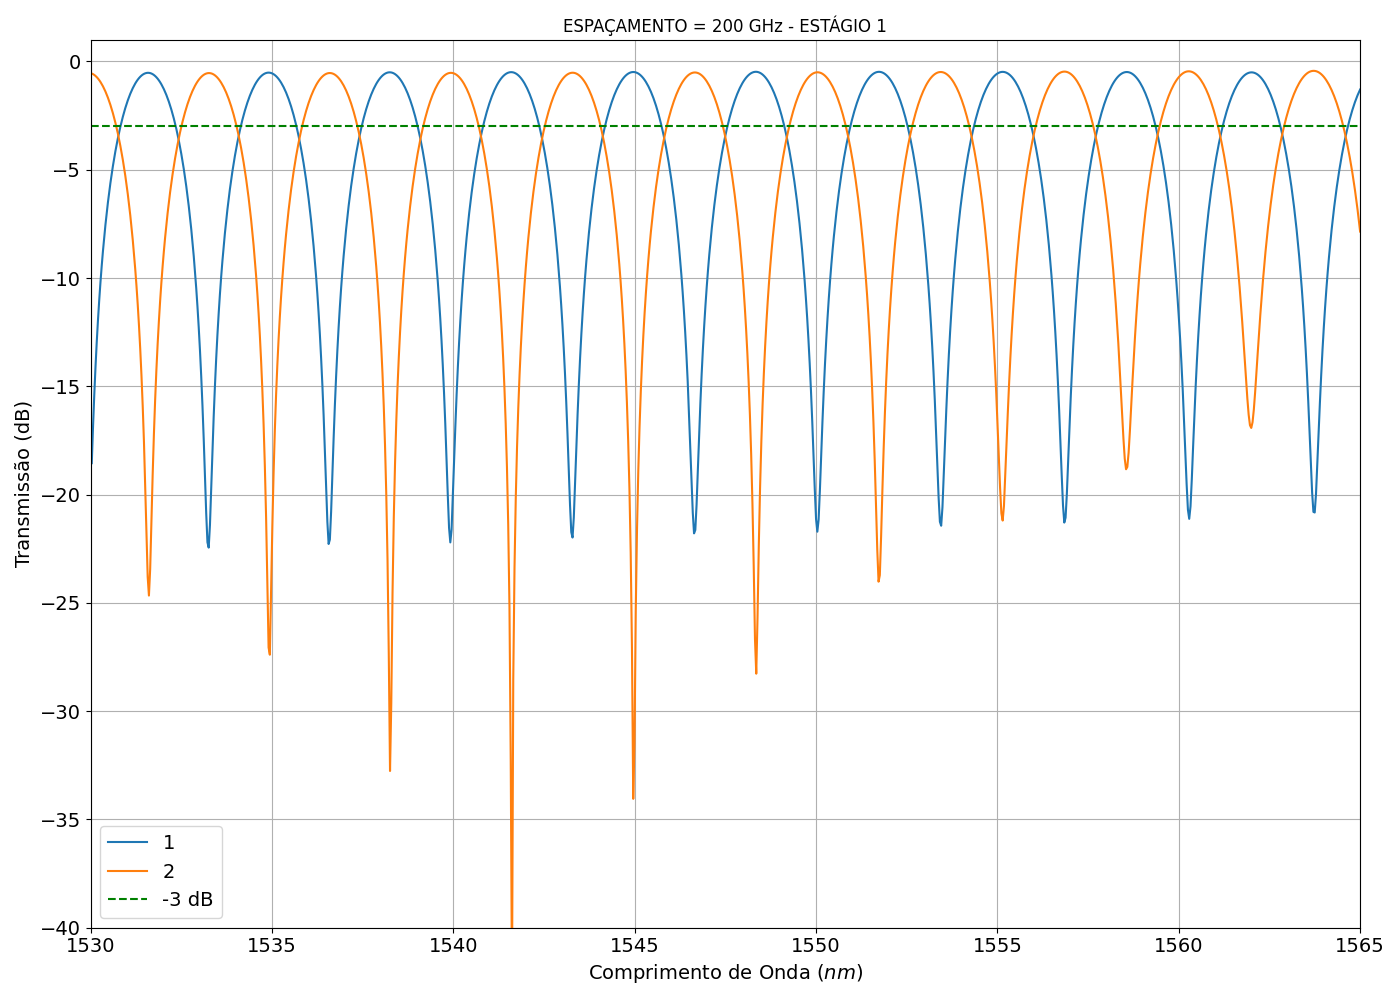 ESPAÇAMENTO = 200 GHz - ESTÁGIO 1
Transmissão (dB)
0
−5
−10
−15
−20
−25
−30
−35
−40
1
2
-3 dB
1530 1535 1540 1545 1550 1555 1560 1565
Comprimento de Onda (nm)